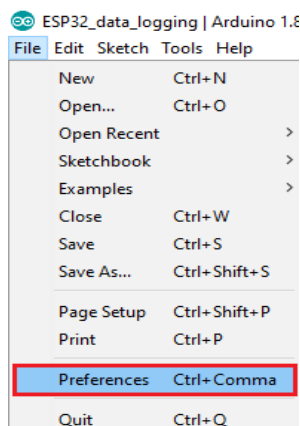 ESP32_data_logging | Arduino 1.8
File Edit Sketch Tools Help
New Ctrl+N
Open... Ctrl+O
Open Recent >
Sketchbook >
Examples >
Close Ctrl+W
Save Ctrl+S
Save As... Ctrl+Shift+S
Page Setup Ctrl+Shift+P
Print Ctrl+P
Preferences Ctrl+Comma
Quit Ctrl+Q